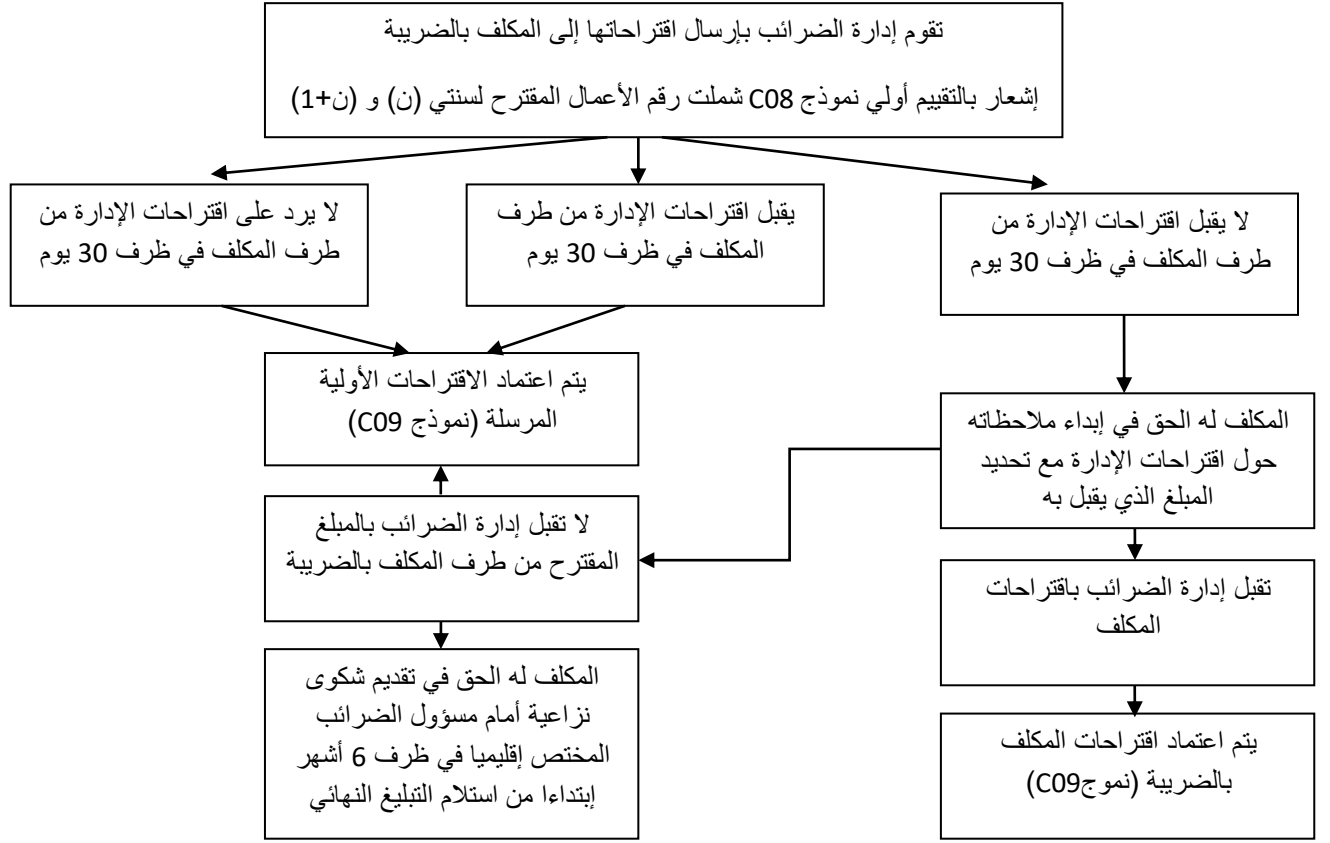 تقوم إدارة الضرائب بإرسال اقتراحاتها إلى المكلف بالضريبة
إشعار بالتقييم أولي نموذج C08 شملت رقم الأعمال المقترح لسنتي (ن) و (ن+1)
لا يقبل اقتراحات الإدارة من
طرف المكلف في ظرف 30 يوم
يقبل اقتراحات الإدارة من طرف
المكلف في ظرف 30 يوم
لا يرد على اقتراحات الإدارة من
طرف المكلف في ظرف 30 يوم
يتم اعتماد الاقتراحات الأولية
المرسلة (نموذج C09)
المكلف له الحق في إبداء ملاحظاته
حول اقتراحات الإدارة مع تحديد
المبلغ الذي يقبل به
لا تقبل إدارة الضرائب بالمبلغ
المقترح من طرف المكلف بالضريبة
تقبل إدارة الضرائب باقتراحات
المكلف
المكلف له الحق في تقديم شكوى
نزاعية أمام مسؤول الضرائب
المختص إقليميا في ظرف 6 أشهر
إبتداءا من استلام التبليغ النهائي
يتم اعتماد اقتراحات المكلف
بالضريبة (نموجC09)